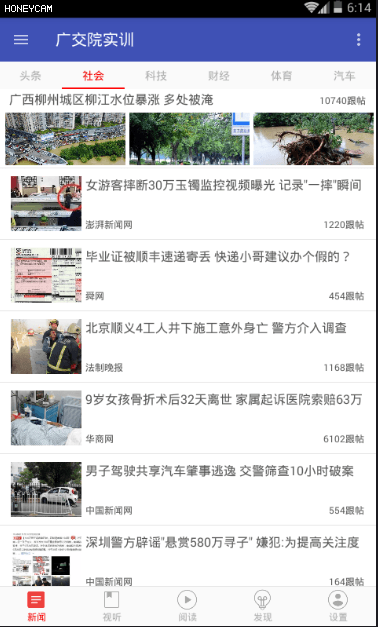 HONEYCAM
6:14
广交院实训
头条 社会 科技 财经 体育 汽车
广西柳州城区柳江水位暴涨 多处被淹 10740跟帖
女游客摔断30万玉镯监控视频曝光 记录"一摔"瞬间
澎湃新闻网 1220跟帖
毕业证被顺丰速递寄丢 快递小哥建议办个假的？
舜网 454跟帖
北京顺义4工人井下施工意外身亡 警方介入调查
法制晚报 1168跟帖
9岁女孩骨折术后32天离世 家属起诉医院索赔63万
华商网 6102跟帖
男子驾驶共享汽车肇事逃逸 交警筛查10小时破案
中国新闻网 554跟帖
深圳警方辟谣"悬赏580万寻子" 嫌犯:为提高关注度
中国新闻网 164跟帖
新闻 视听 阅读 发现 设置